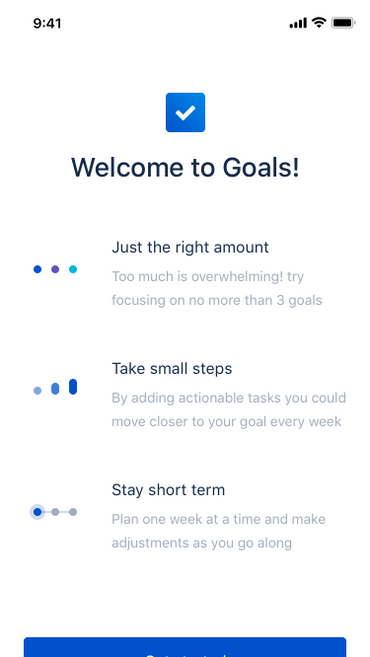 9:41
Welcome to Goals!
Just the right amount
Too much is overwhelming! try
focusing on no more than 3 goals
Take small steps
By adding actionable tasks you could
move closer to your goal every week
Stay short term
Plan one week at a time and make
adjustments as you go along